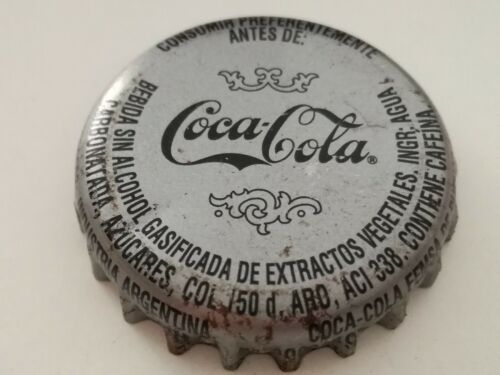 CONSUMIR PREFERENTEMENTE
ANTES DE:
Coca-Cola®
BEBIDA SIN ALCOHOL GASIFICADA DE EXTRACTOS VEGETALES. INGR; AGUA
CARBONATADA, AZUCARES, COL 150 d, ARO, ACI 338, CONTIENE CAFEINA
INDUSTRIA ARGENTINA
COCA-COLA FEMSA